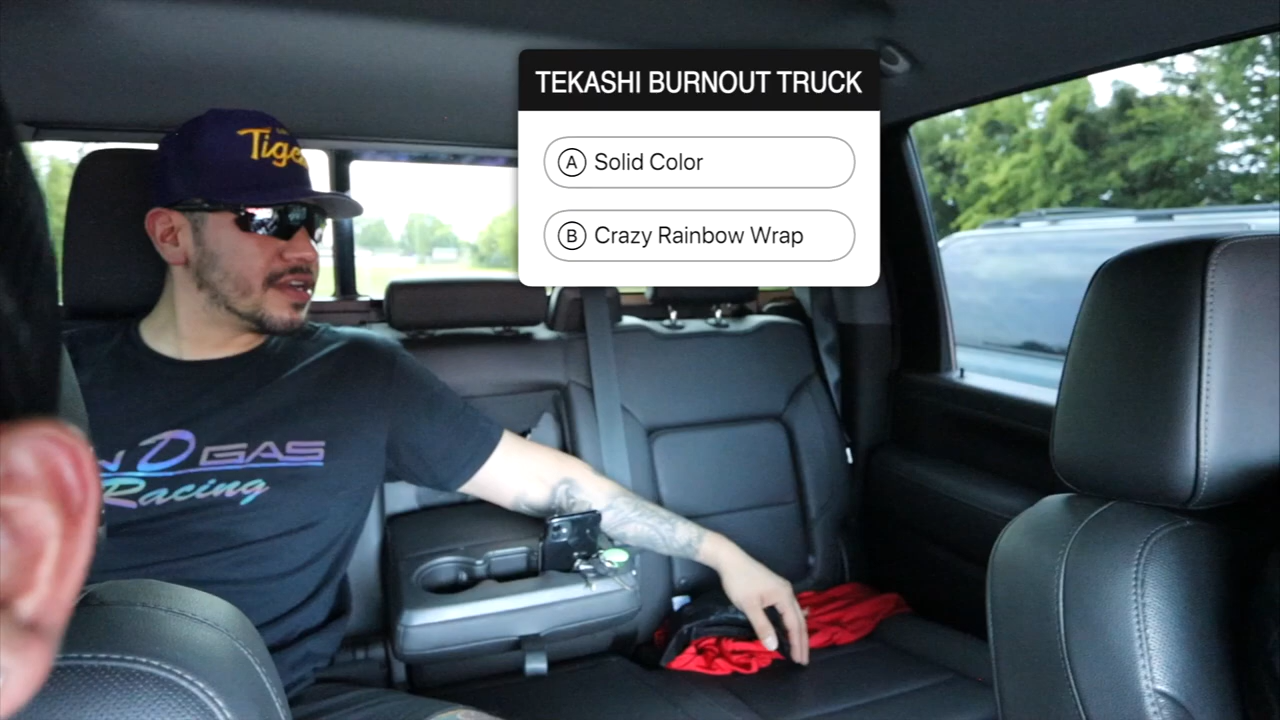 TEKASHI BURNOUT TRUCK
A Solid Color
B Crazy Rainbow Wrap
Tige
D GAS
Racing